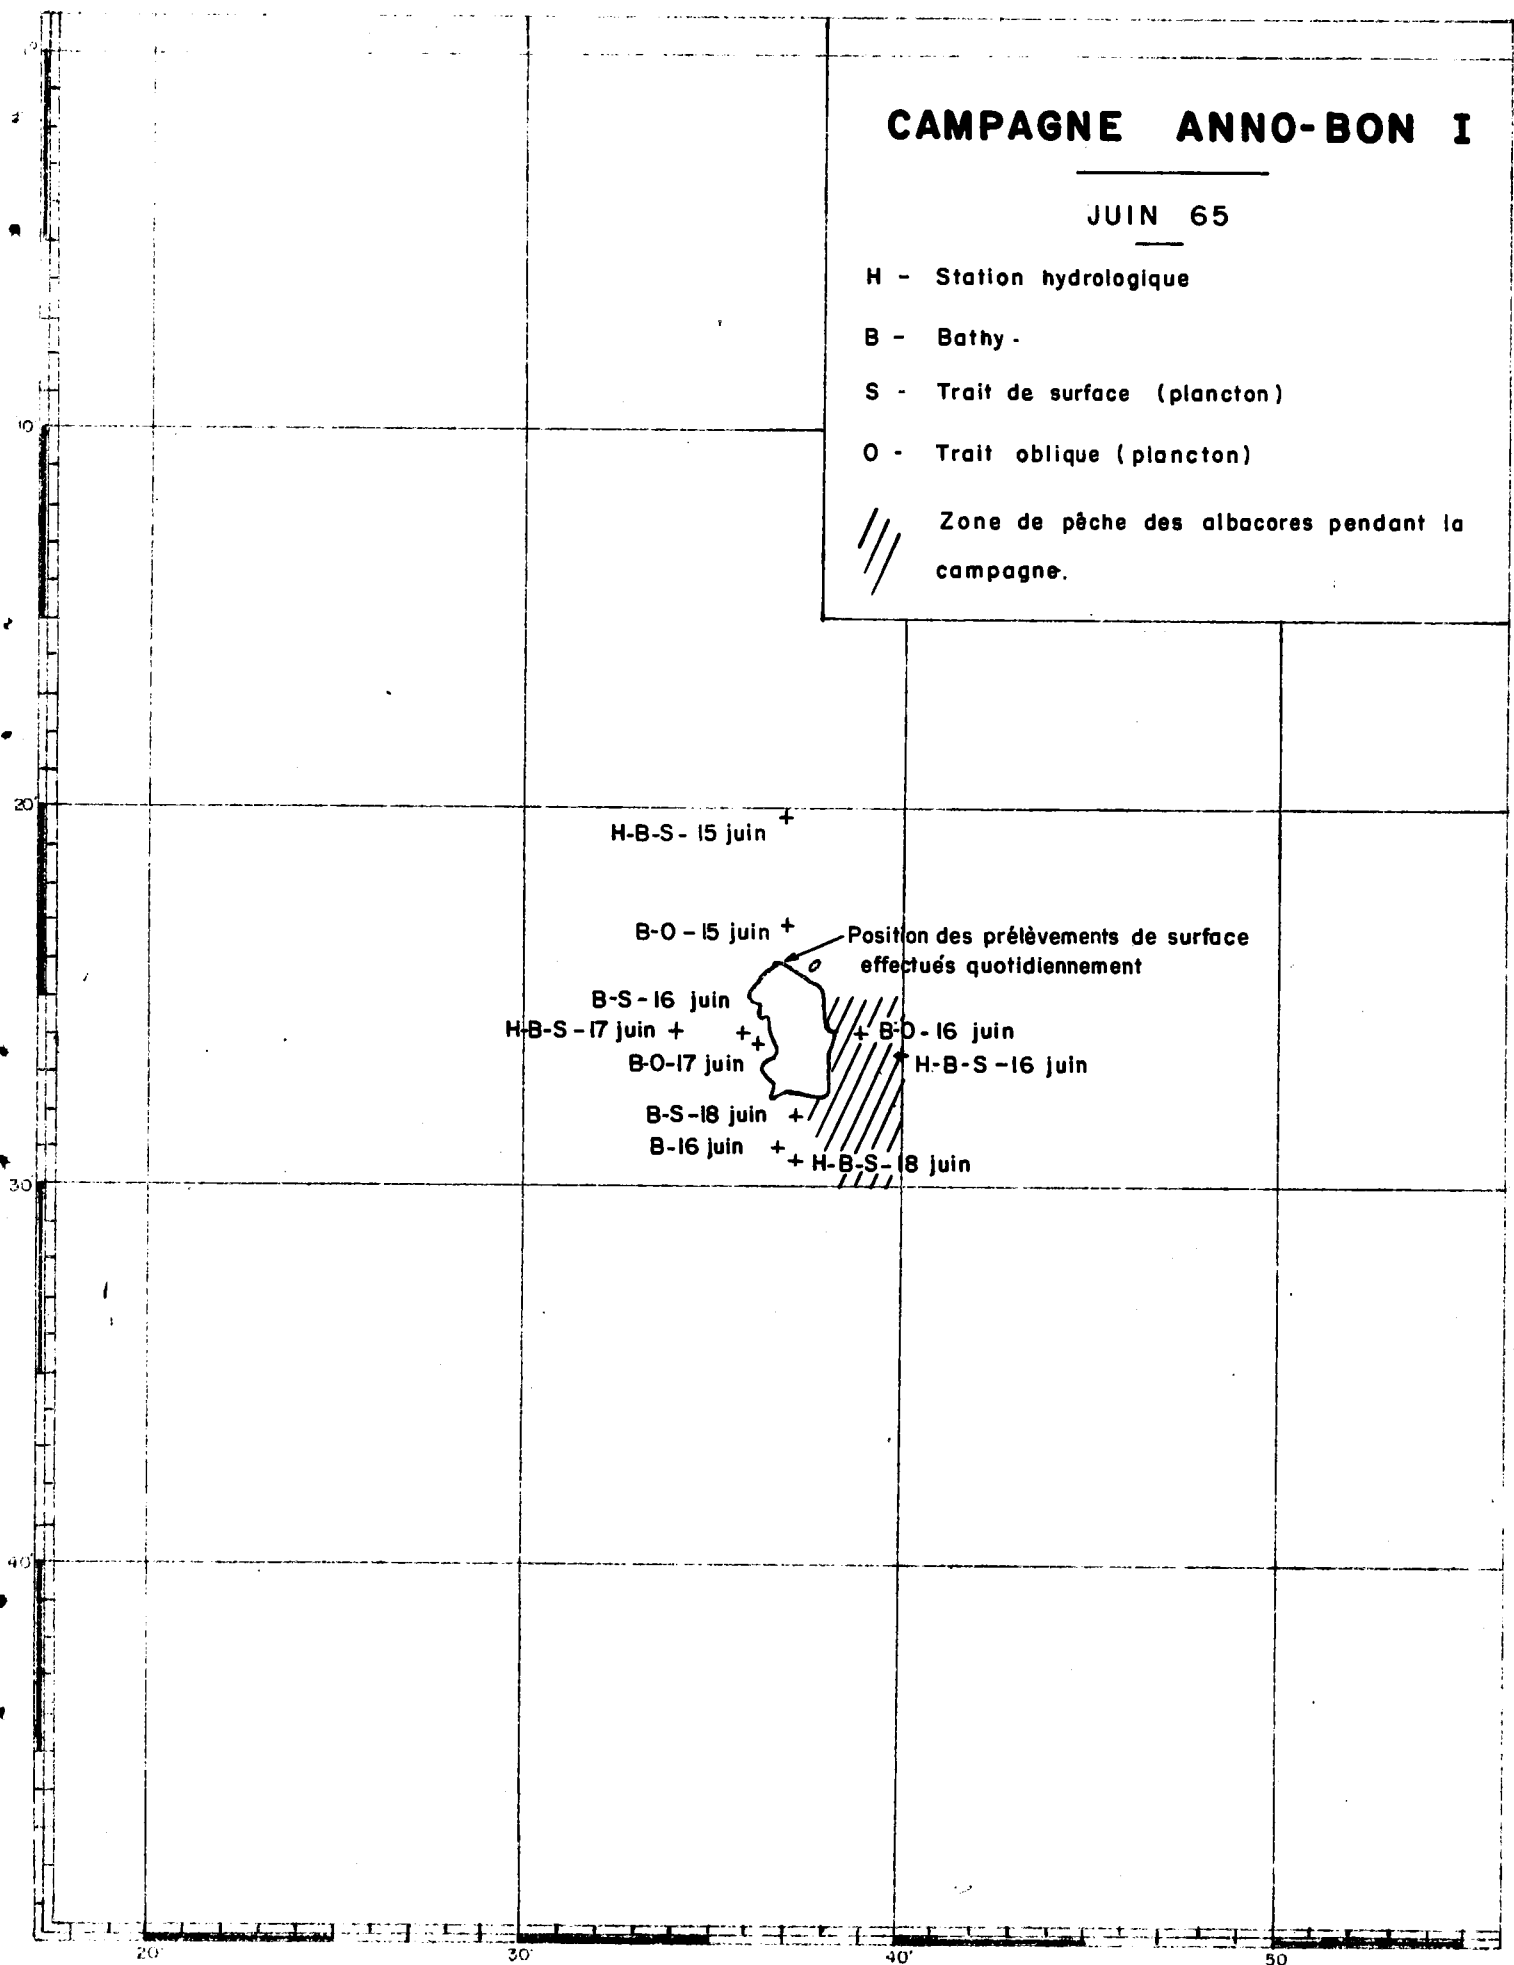 CAMPAGNE ANNO-BON I
JUIN 65
H - Station hydrologique
B - Bathy -
S - Trait de surface (plancton)
O - Trait oblique (plancton)
Zone de pêche des albacores pendant la
campagne.
10'
20'
H-B-S- 15 juin
B-O-15 juin
Position des prélèvements de surface
effectués quotidiennement
B-S-16 juin
H-B-S-17 juin
B-O-16 juin
B-O-17 juin
H-B-S-16 juin
B-S-18 juin
B-16 juin
H-B-S-18 juin
30'
40'
20'
30'
40'
50'